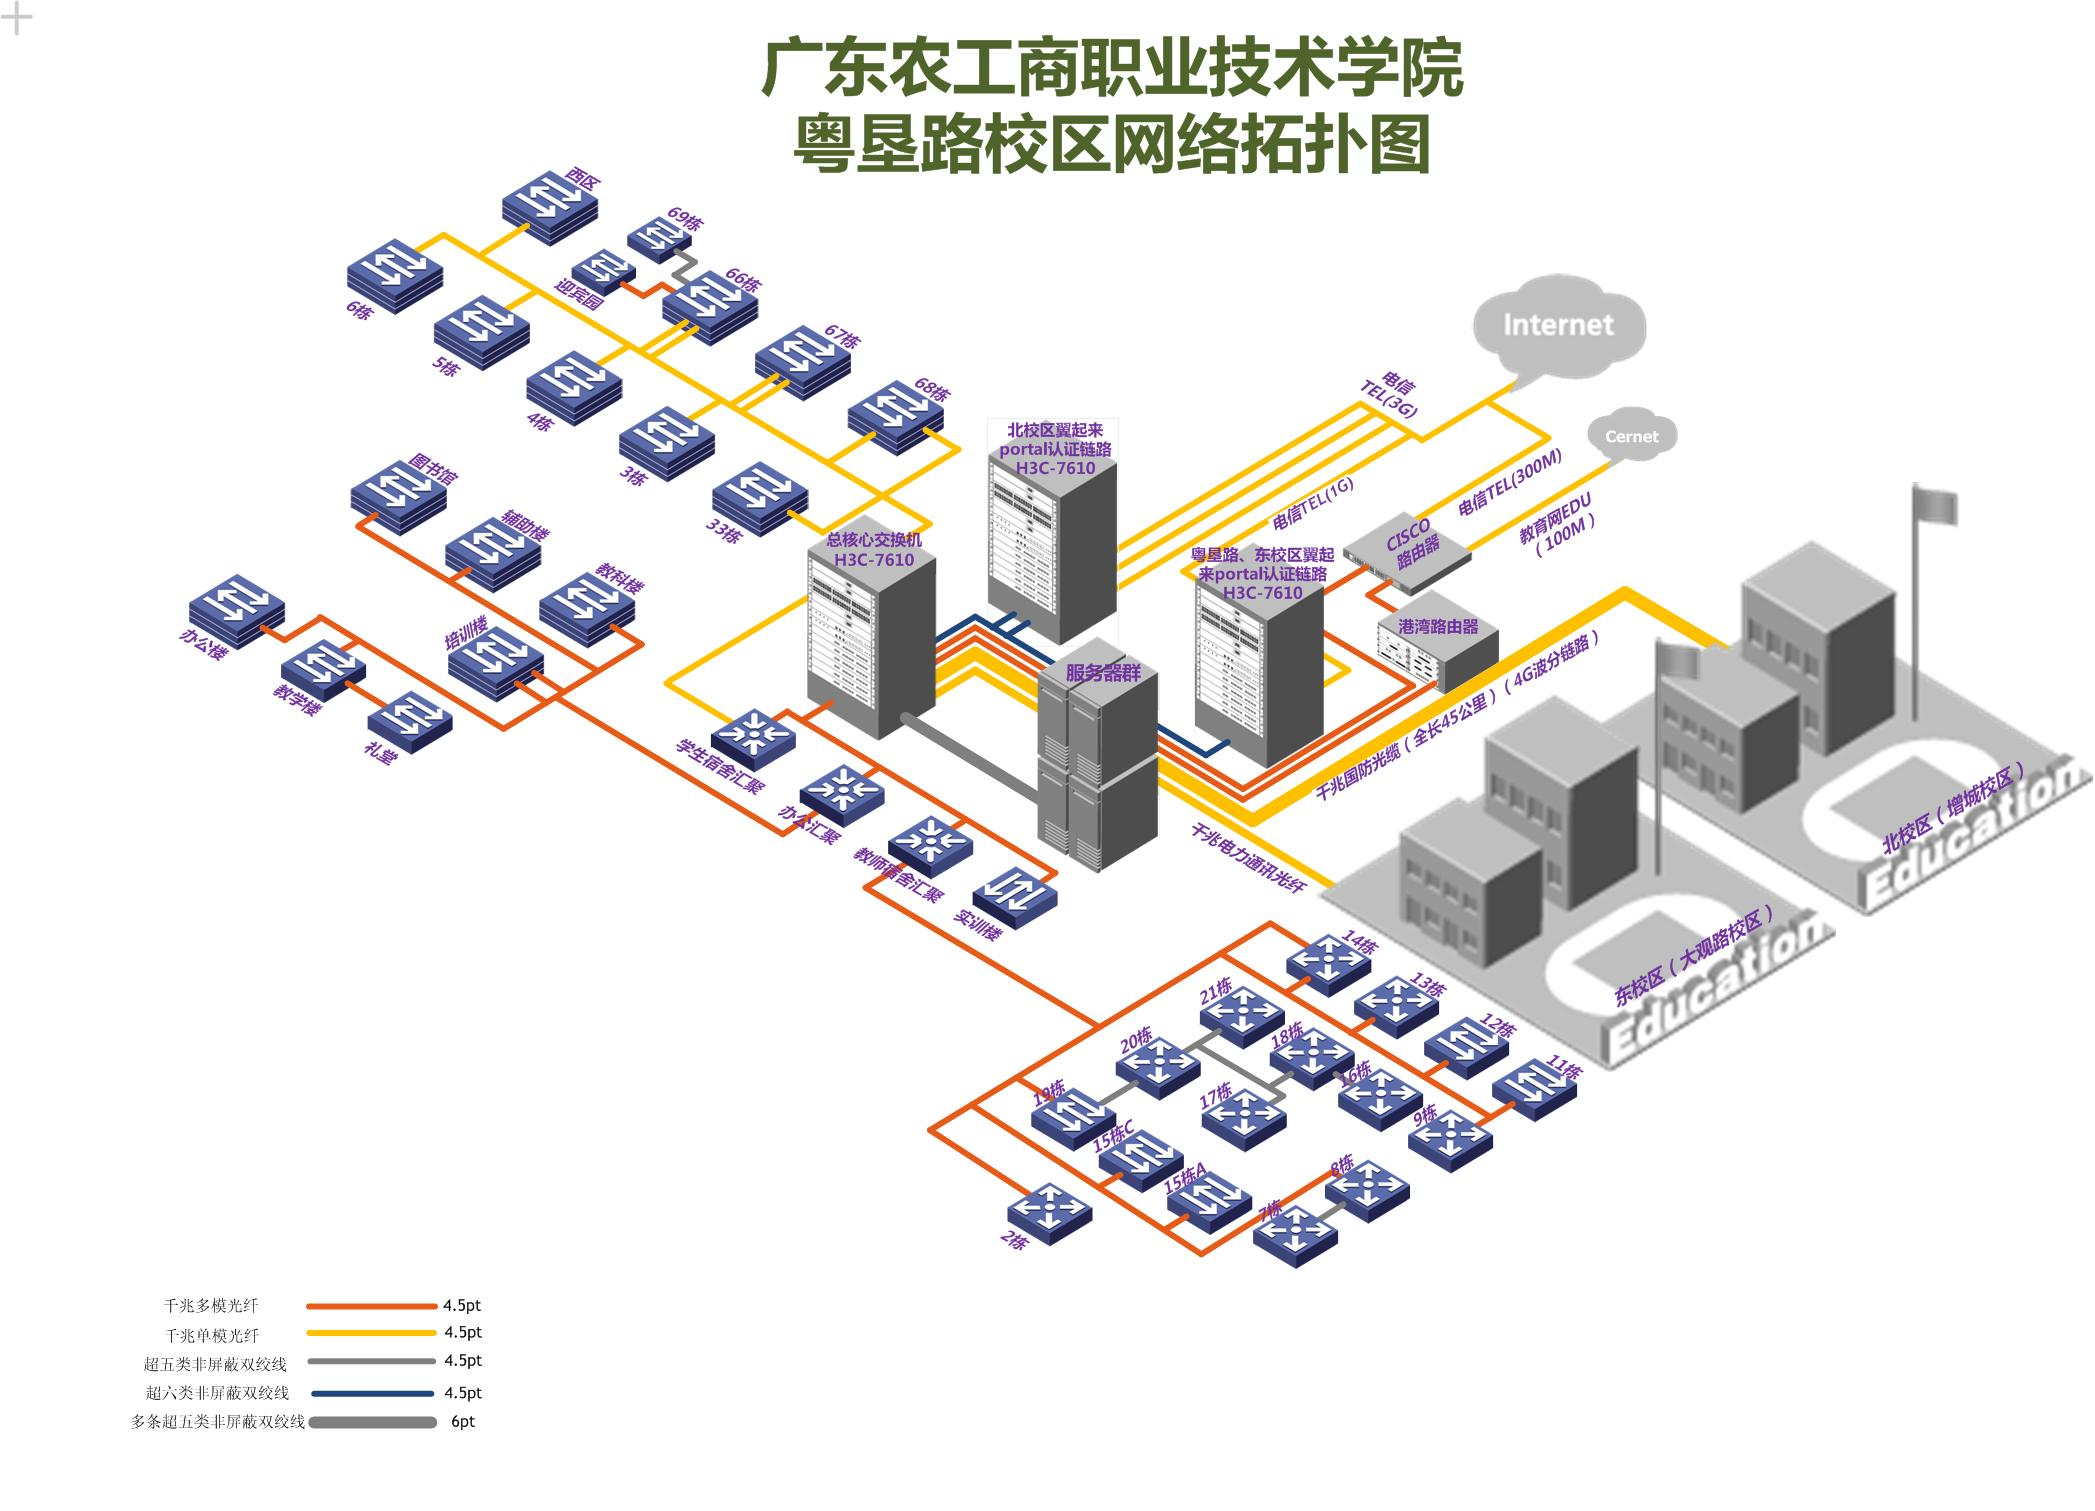 广东农工商职业技术学院
粤垦路校区网络拓扑图
西区
69栋
6栋
迎宾园
66栋
5栋
67栋
4栋
68栋
3栋
33栋
Internet
Cernet
电信
TEL(3G)
电信TEL(1G)
电信TEL(300M)
教育网EDU
（100M）
北校区翼起来
portal认证链路
H3C-7610
总核心交换机
H3C-7610
粤垦路、东校区翼起
来portal认证链路
H3C-7610
CISCO
路由器
港湾路由器
服务器群
图书馆
辅助楼
教科楼
办公楼
培训楼
教学楼
礼堂
学生宿舍汇聚
办公汇聚
教师宿舍汇聚
实训楼
千兆国防光缆（全长45公里）（4G波分链路）
千兆电力通讯光纤
北校区（增城校区）
Education
东校区（大观路校区）
Education
14栋
13栋
12栋
11栋
21栋
20栋
18栋
16栋
19栋
17栋
9栋
15栋C
15栋A
8栋
7栋
2栋
千兆多模光纤 4.5pt
千兆单模光纤 4.5pt
超五类非屏蔽双绞线 4.5pt
超六类非屏蔽双绞线 4.5pt
多条超五类非屏蔽双绞线 6pt